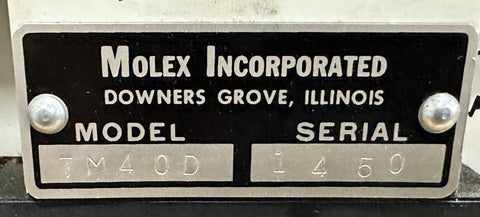 MOLEX INCORPORATED
DOWNERS GROVE, ILLINOIS
MODEL SERIAL
TM40D 1450